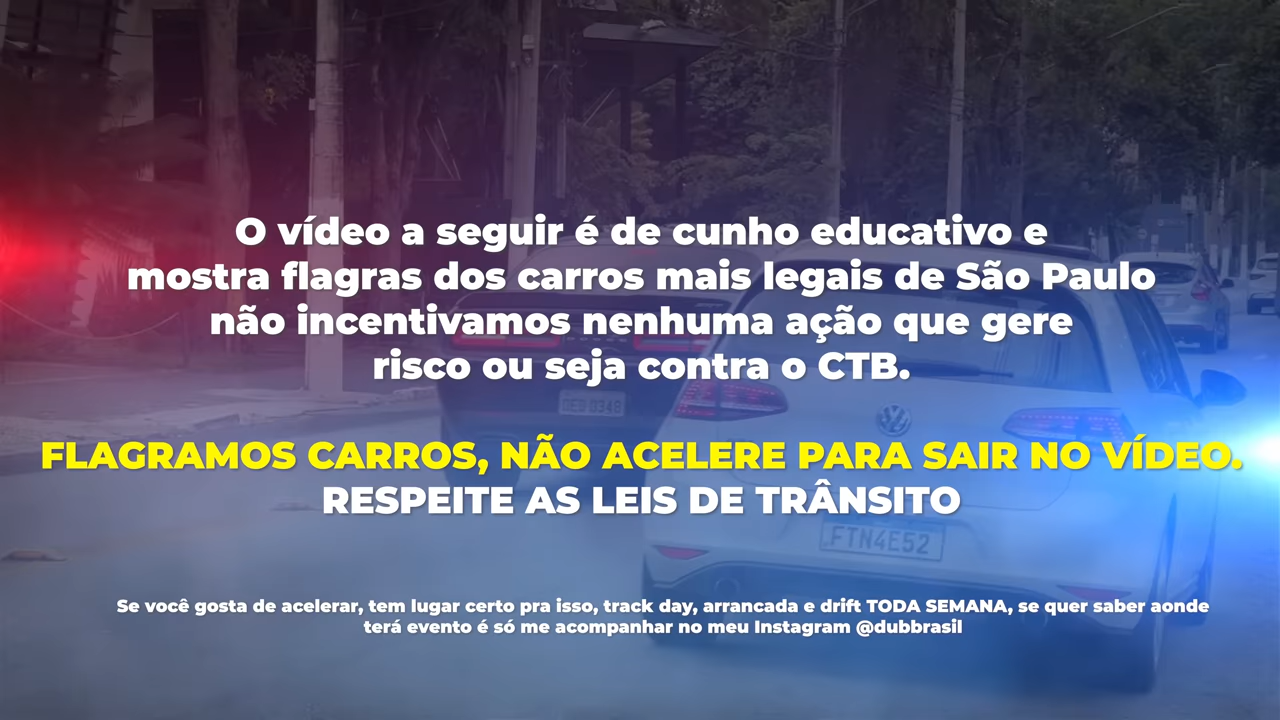 O vídeo a seguir é de cunho educativo e
mostra flagras dos carros mais legais de São Paulo
não incentivamos nenhuma ação que gere
risco ou seja contra o CTB.
FLAGRAMOS CARROS, NÃO ACELERE PARA SAIR NO VÍDEO.
RESPEITE AS LEIS DE TRÂNSITO
FTN4E52
Se você gosta de acelerar, tem lugar certo pra isso, track day, arrancada e drift TODA SEMANA, se quer saber aonde
terá evento é só me acompanhar no meu Instagram @dubbrasil